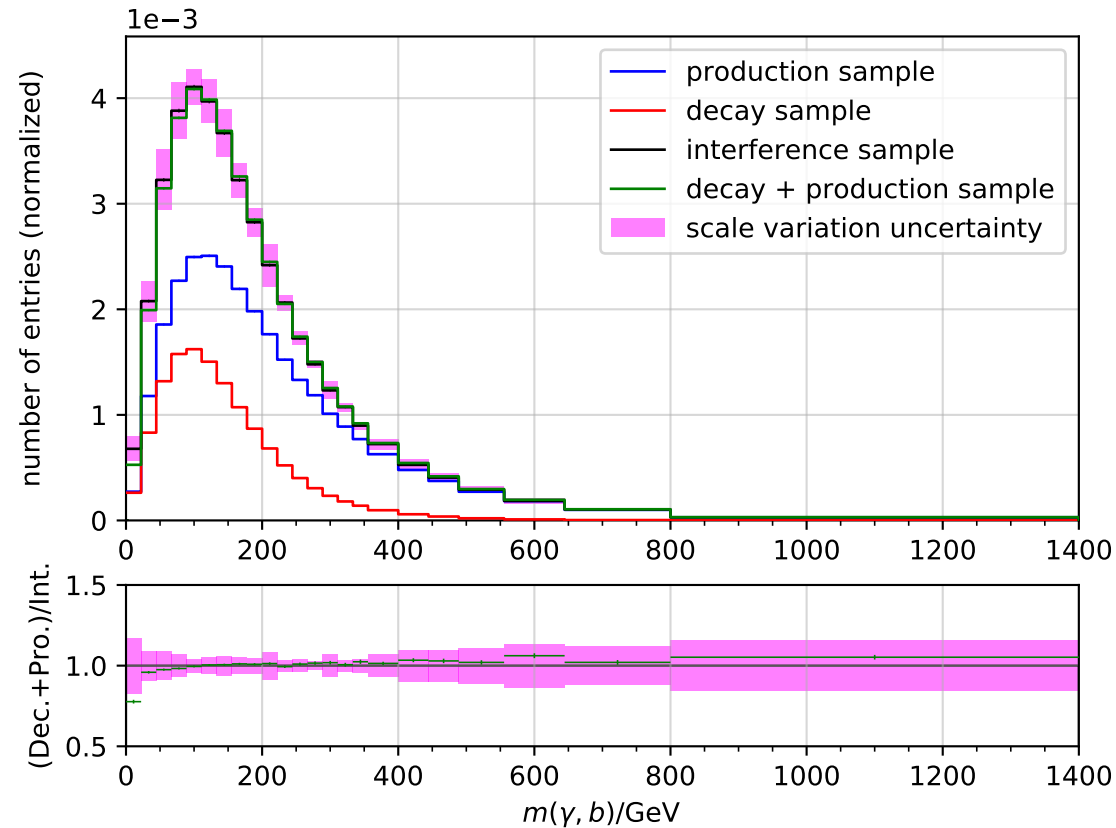 1e−3
number of entries (normalized)
4
3
2
1
0
production sample
decay sample
interference sample
decay + production sample
scale variation uncertainty
0 200 400 600 800 1000 1200 1400
(Dec.+Pro.)/Int.
1.5
1.0
0.5
0 200 400 600 800 1000 1200 1400
m(γ, b)/GeV